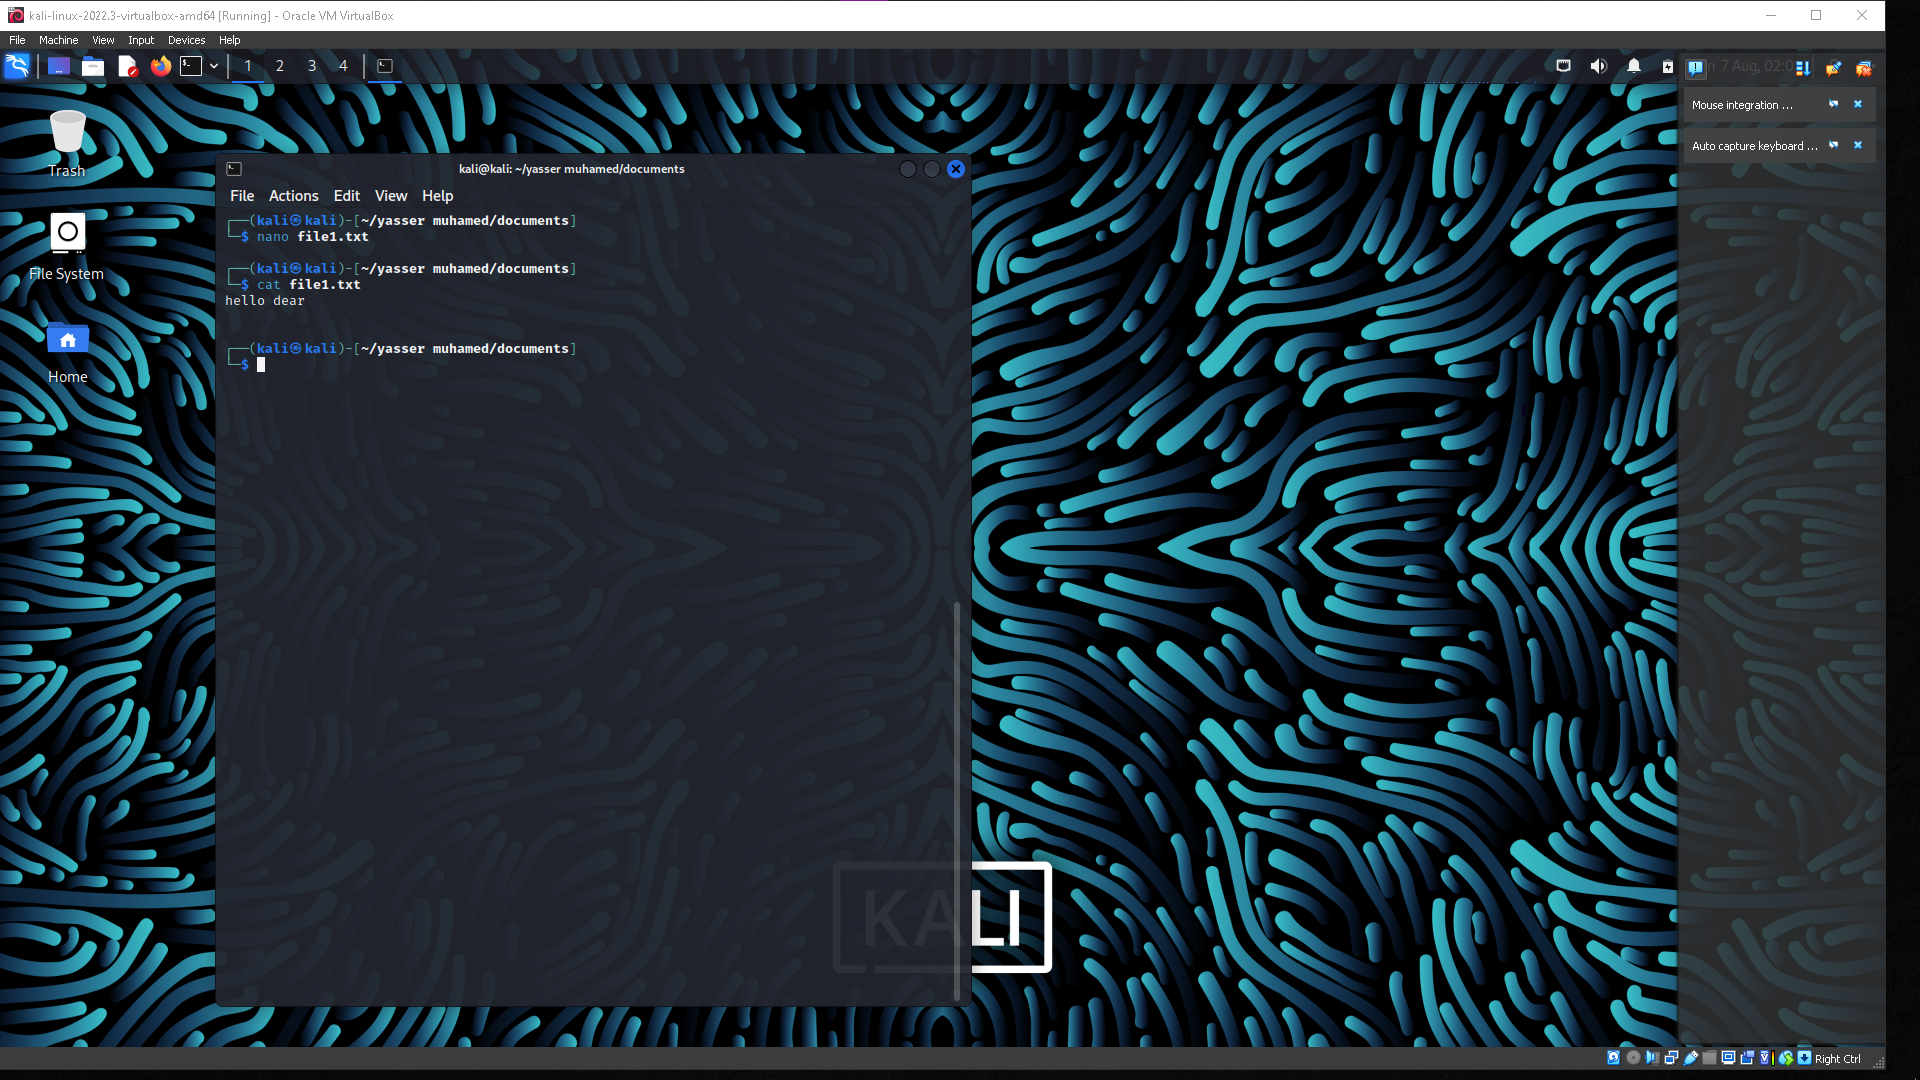 kali-linux-2022.3-virtualbox-amd64 [Running] - Oracle VM VirtualBox
File Machine View Input Devices Help
1 2 3 4
7 Aug, 02:0
Mouse integration ...
Auto capture keyboard ...
Trash
File System
Home
kali@kali: ~/yasser muhamed/documents
File Actions Edit View Help
┌──(kali㉿kali)-[~/yasser muhamed/documents]
└─$ nano file1.txt
┌──(kali㉿kali)-[~/yasser muhamed/documents]
└─$ cat file1.txt
hello dear
┌──(kali㉿kali)-[~/yasser muhamed/documents]
└─$
KALI
Right Ctrl